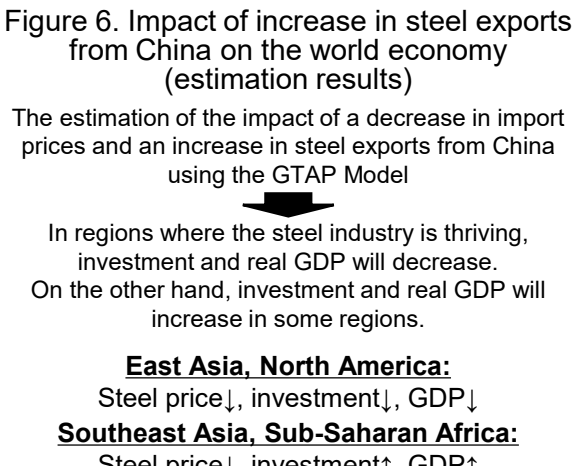 Figure 6. Impact of increase in steel exports
from China on the world economy
(estimation results)
The estimation of the impact of a decrease in import
prices and an increase in steel exports from China
using the GTAP Model
In regions where the steel industry is thriving,
investment and real GDP will decrease.
On the other hand, investment and real GDP will
increase in some regions.
East Asia, North America:
Steel price↓, investment↓, GDP↓
Southeast Asia, Sub-Saharan Africa:
Steel price↓, investment↑, GDP↑